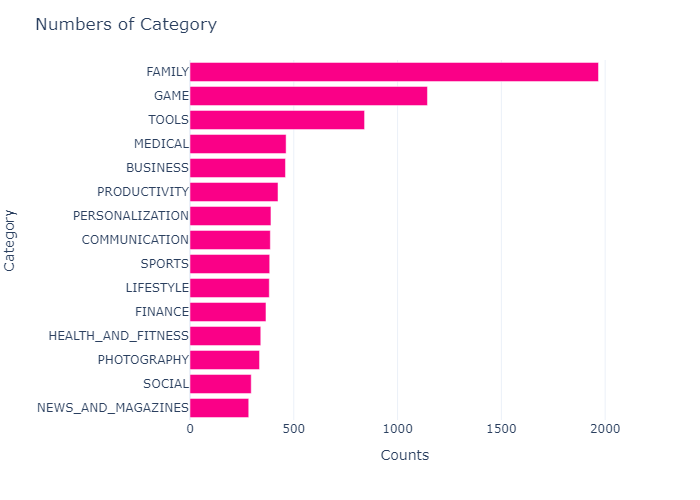 Numbers of Category
FAMILY
GAME
TOOLS
MEDICAL
BUSINESS
PRODUCTIVITY
PERSONALIZATION
COMMUNICATION
SPORTS
LIFESTYLE
FINANCE
HEALTH_AND_FITNESS
PHOTOGRAPHY
SOCIAL
NEWS_AND_MAGAZINES
0 500 1000 1500 2000
Counts
Category